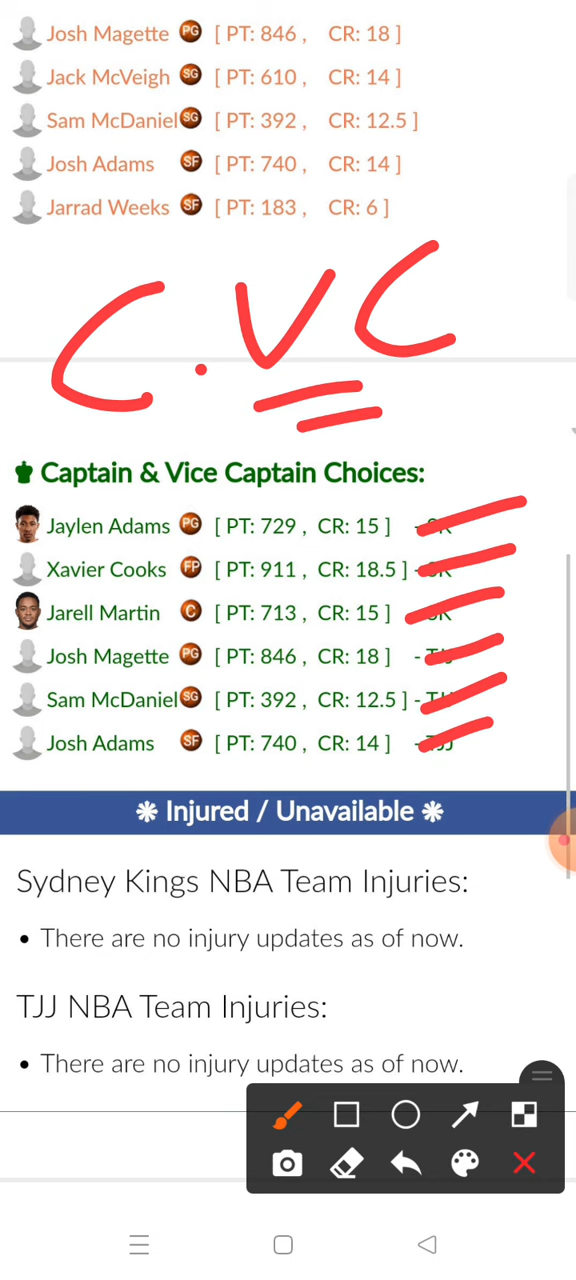 Josh Magette PG [ PT: 846 , CR: 18 ]
Jack McVeigh SG [ PT: 610 , CR: 14 ]
Sam McDaniel SG [ PT: 392 , CR: 12.5 ]
Josh Adams SF [ PT: 740 , CR: 14 ]
Jarrad Weeks SF [ PT: 183 , CR: 6 ]
C.VC
Captain & Vice Captain Choices:
Jaylen Adams PG [ PT: 729 , CR: 15 ] -
Xavier Cooks FP [ PT: 911 , CR: 18.5 ] -
Jarell Martin C [ PT: 713 , CR: 15 ]
Josh Magette PG [ PT: 846 , CR: 18 ] -
Sam McDaniel SG [ PT: 392 , CR: 12.5 ] -
Josh Adams SF [ PT: 740 , CR: 14 ] - TJJ
❋ Injured / Unavailable ❋
Sydney Kings NBA Team Injuries:
• There are no injury updates as of now.
TJJ NBA Team Injuries:
• There are no injury updates as of now.